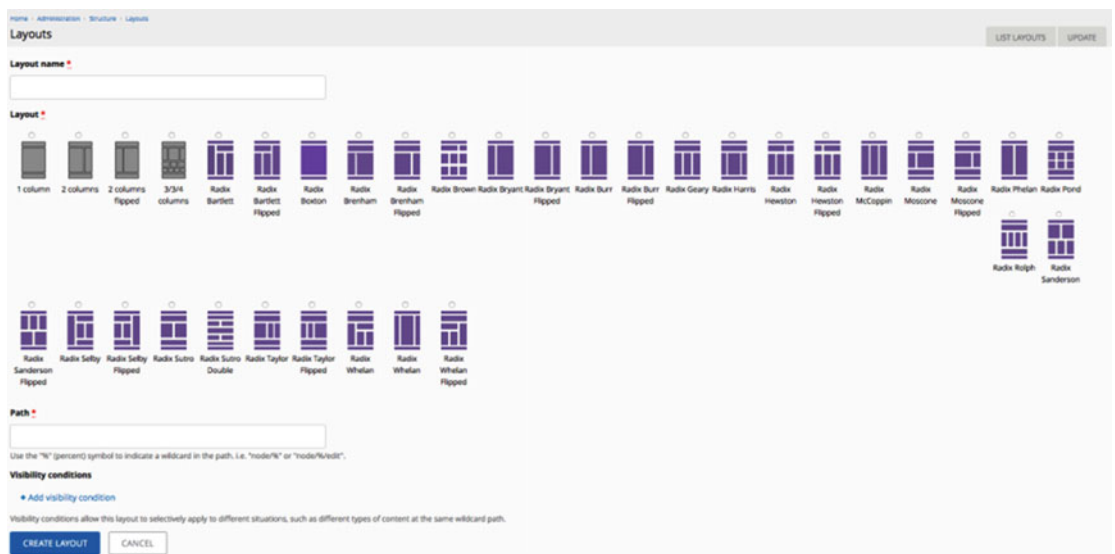 Home › Administration › Structure › Layouts
Layouts
LIST LAYOUTS UPDATE
Layout name *
Layout *
1 column
2 columns
2 columns
flipped
3/3/4
columns
Radix
Bartlett
Radix
Bartlett
Flipped
Radix
Boxton
Radix
Brenham
Radix
Brenham
Flipped
Radix Brown
Radix Bryant
Radix Bryant
Flipped
Radix Burr
Radix Burr
Flipped
Radix Geary
Radix Harris
Radix
Hewston
Radix
Hewston
Flipped
Radix
McCoppin
Radix
Moscone
Radix
Moscone
Flipped
Radix Phelan
Radix Pond
Radix Rolph
Radix
Sanderson
Radix
Sanderson
Flipped
Radix Selby
Radix Selby
Flipped
Radix Sutro
Radix Sutro
Double
Radix Taylor
Radix Taylor
Flipped
Radix
Whelan
Radix
Whelan
Radix
Whelan
Flipped
Path *
Use the "%" (percent) symbol to indicate a wildcard in the path. i.e. "node/%" or "node/%/edit".
Visibility conditions
+ Add visibility condition
Visibility conditions allow this layout to selectively apply to different situations, such as different types of content at the same wildcard path.
CREATE LAYOUT CANCEL